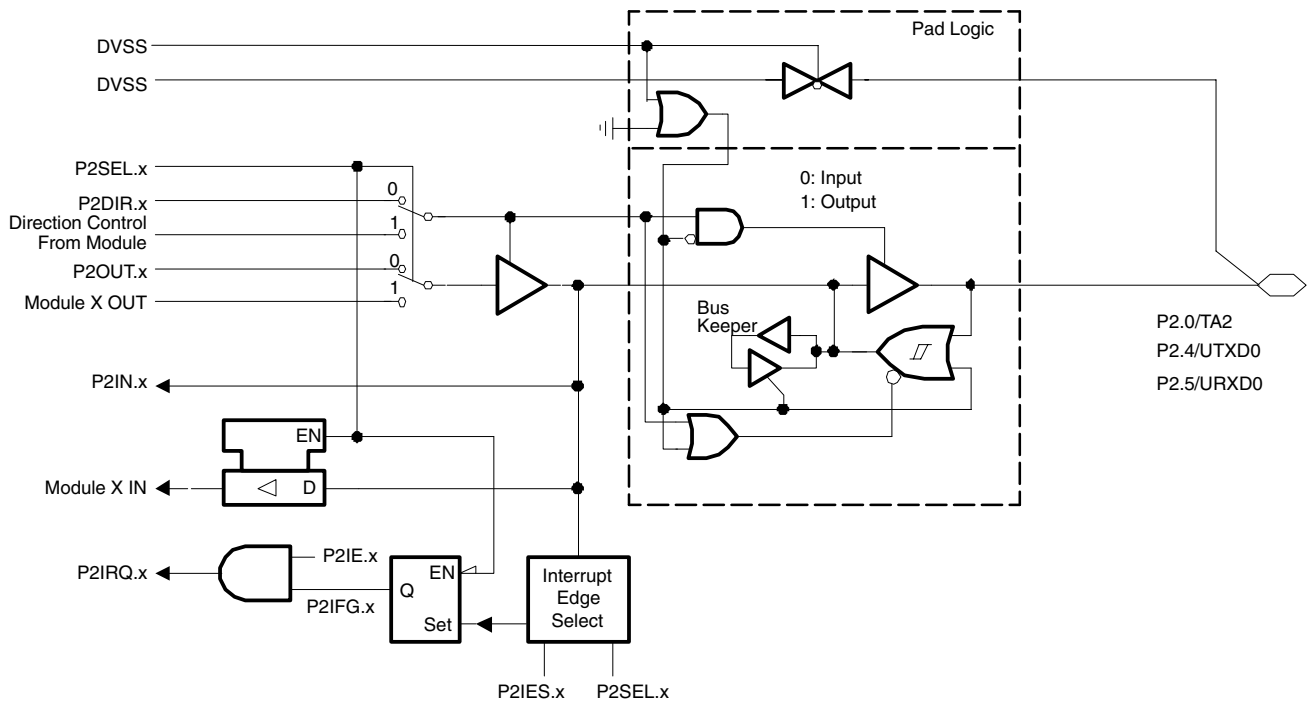 Pad Logic
DVSS
DVSS
P2SEL.x
0
P2DIR.x
Direction Control
From Module
1
0
P2OUT.x
1
Module X OUT
0: Input
1: Output
Bus
Keeper
P2.0/TA2
P2.4/UTXD0
P2.5/URXD0
P2IN.x
EN
Module X IN
D
P2IE.x
P2IRQ.x
P2IFG.x
EN
Q
Set
Interrupt
Edge
Select
P2IES.x
P2SEL.x